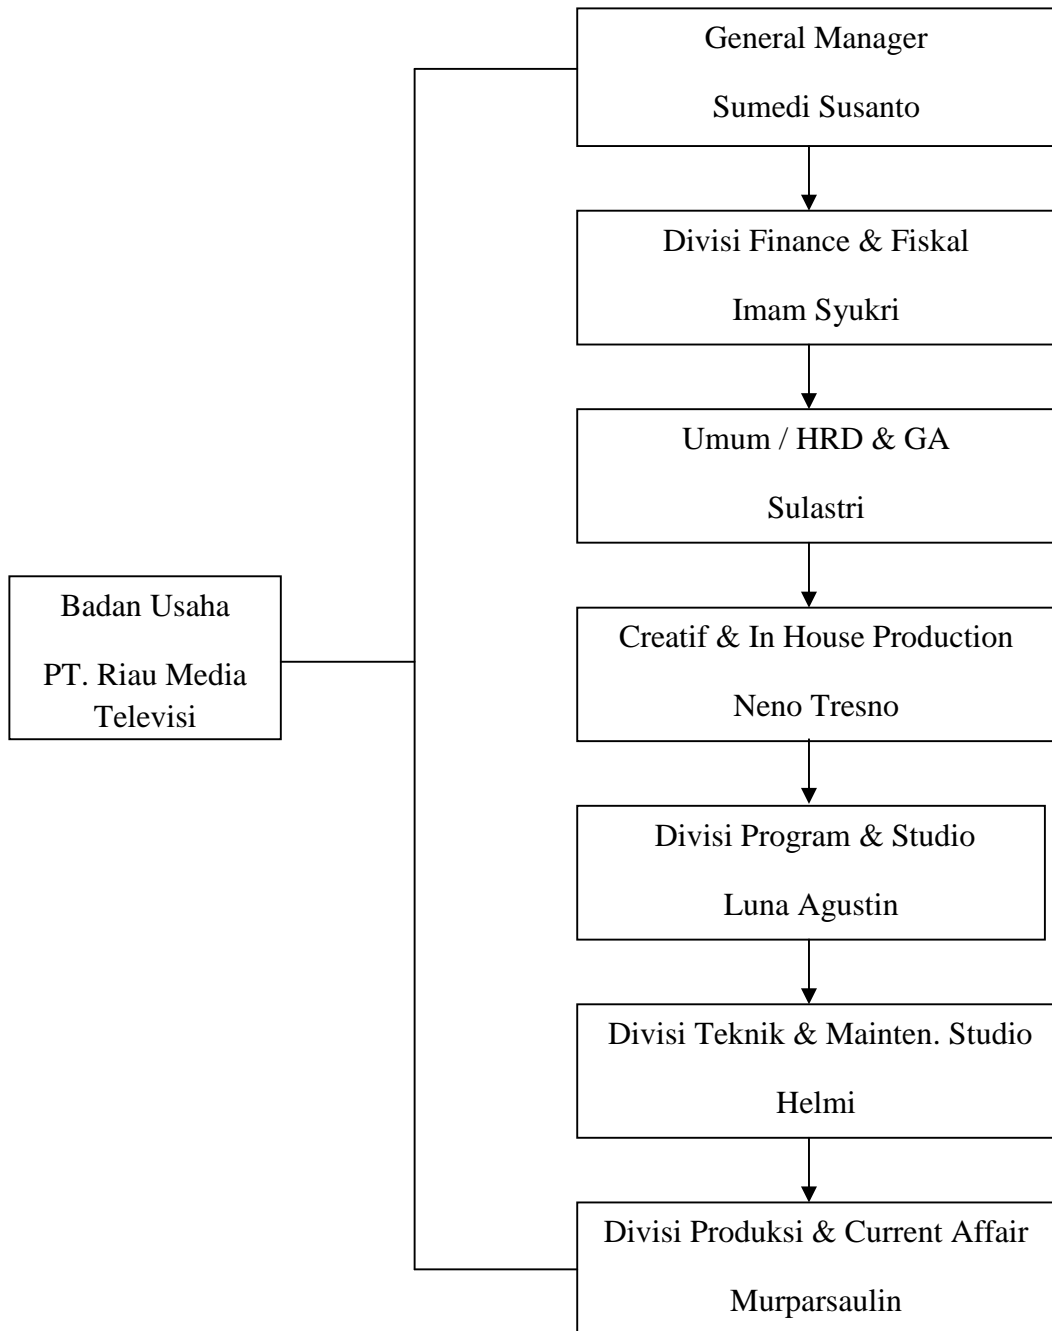 General Manager
Sumedi Susanto
Divisi Finance & Fiskal
Imam Syukri
Umum / HRD & GA
Sulastri
Badan Usaha
PT. Riau Media
Televisi
Creatif & In House Production
Neno Tresno
Divisi Program & Studio
Luna Agustin
Divisi Teknik & Mainten. Studio
Helmi
Divisi Produksi & Current Affair
Murparsaulin